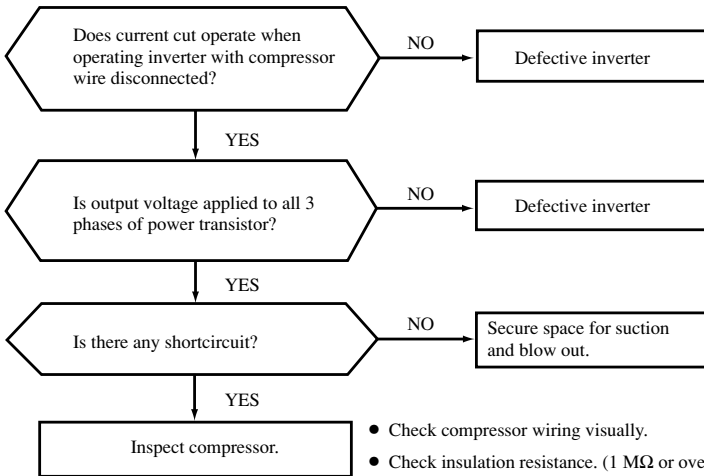 Does current cut operate when
operating inverter with compressor
wire disconnected?
NO
Defective inverter
YES
Is output voltage applied to all 3
phases of power transistor?
NO
Defective inverter
YES
Is there any shortcircuit?
NO
Secure space for suction
and blow out.
YES
Inspect compressor.
● Check compressor wiring visually.
● Check insulation resistance. (1 MΩ or ove